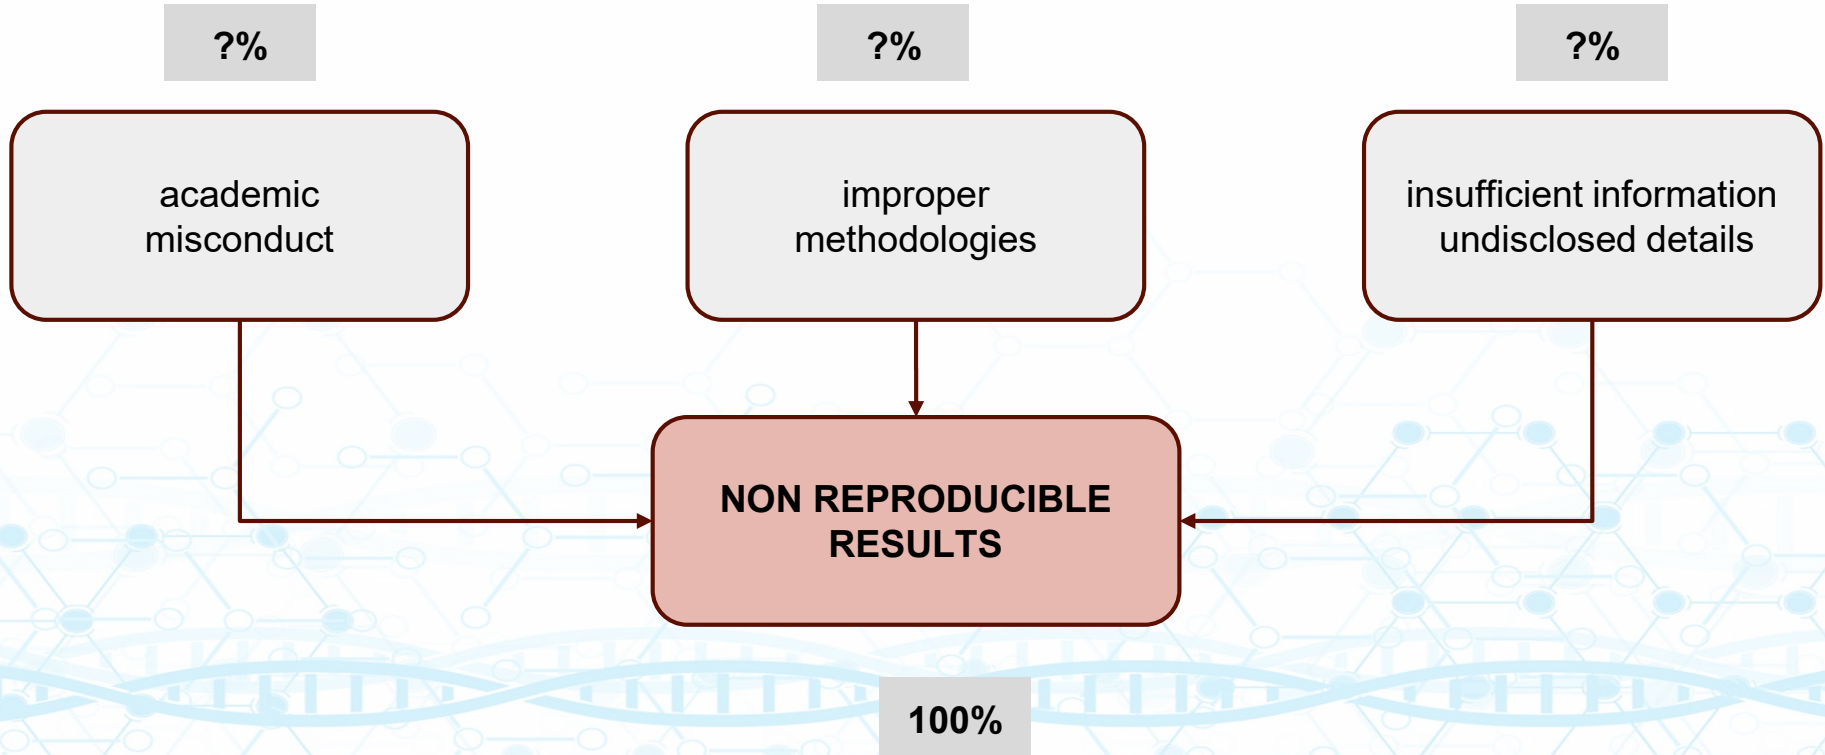 ?%
?%
?%
academic
misconduct
improper
methodologies
insufficient information
undisclosed details
NON REPRODUCIBLE
RESULTS
100%